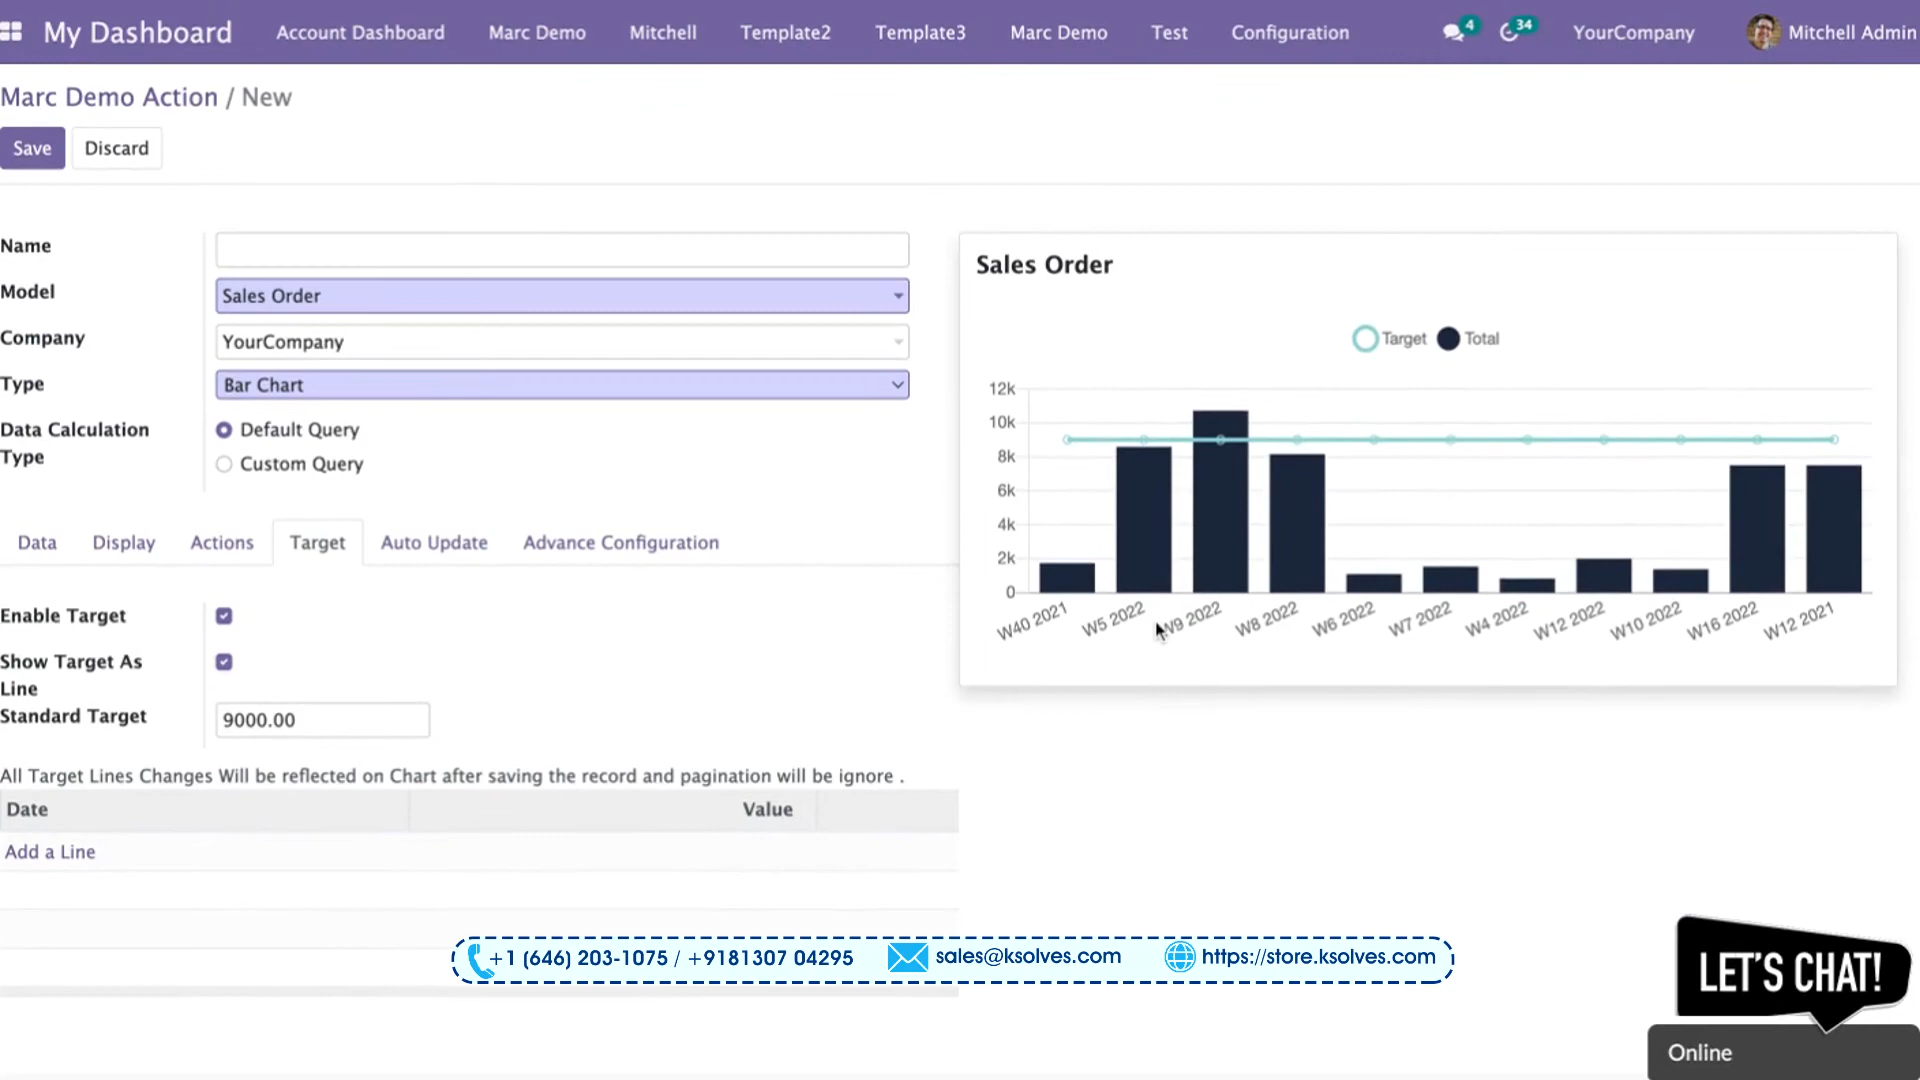 My Dashboard Account Dashboard Marc Demo Mitchell Template2 Template3 Marc Demo Test Configuration 4 34 YourCompany Mitchell Admin
Marc Demo Action / New
Save Discard
Name
Model Sales Order
Company YourCompany
Type Bar Chart
Data Calculation Type
Default Query
Custom Query
Data Display Actions Target Auto Update Advance Configuration
Enable Target
Show Target As
Line
Standard Target 9000.00
All Target Lines Changes Will be reflected on Chart after saving the record and pagination will be ignore .
Date Value
Add a Line
Sales Order
Target Total
12k
10k
8k
6k
4k
2k
0
W40 2021 W5 2022 W9 2022 W8 2022 W6 2022 W7 2022 W4 2022 W12 2022 W10 2022 W16 2022 W12 2021
+1 (646) 203-1075 / +9181307 04295 sales@ksolves.com https://store.ksolves.com
LET'S CHAT!
Online